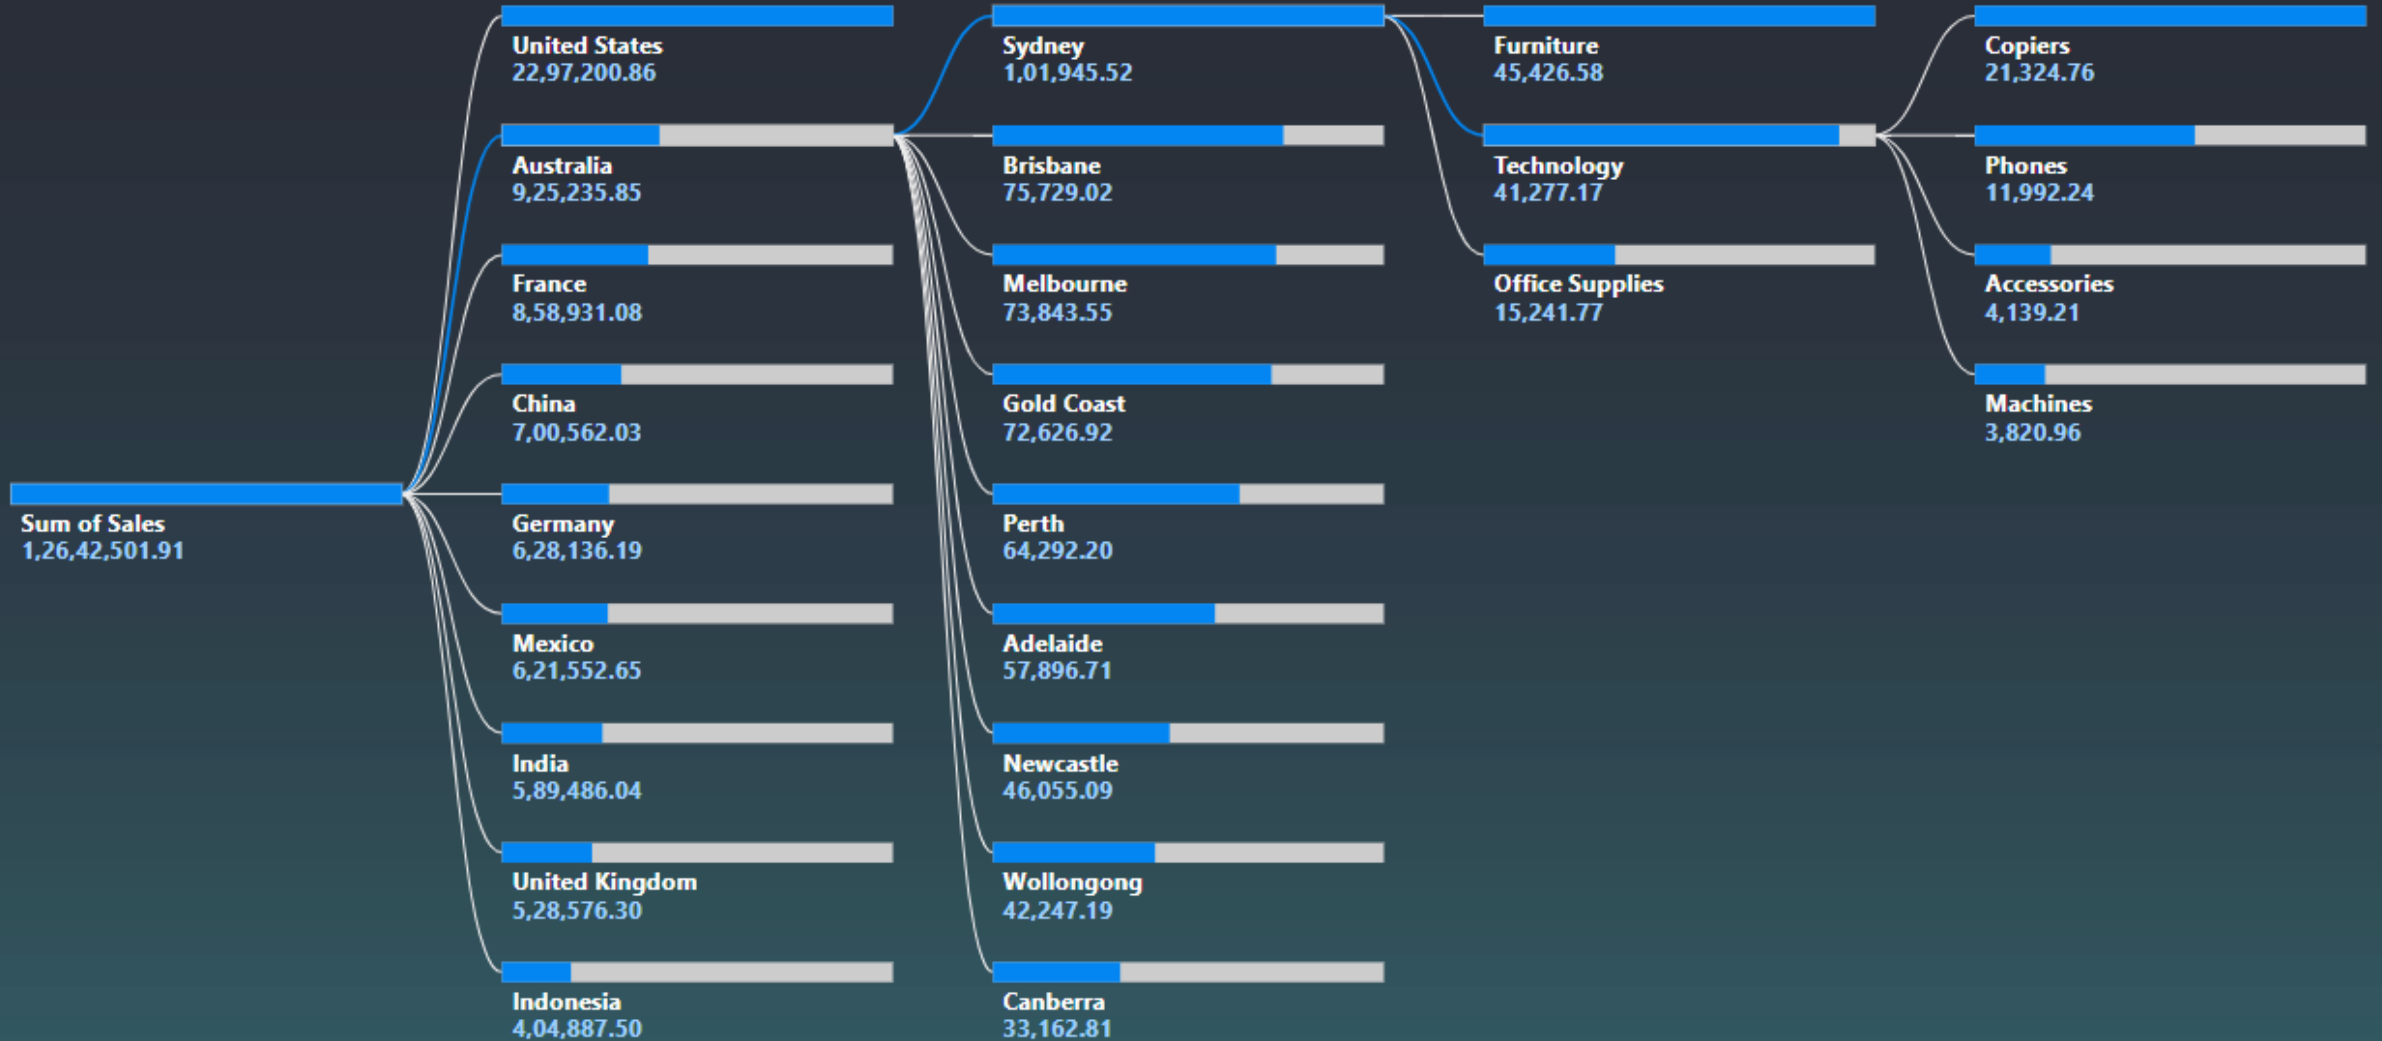 Sum of Sales
1,26,42,501.91
United States
22,97,200.86
Australia
9,25,235.85
France
8,58,931.08
China
7,00,562.03
Germany
6,28,136.19
Mexico
6,21,552.65
India
5,89,486.04
United Kingdom
5,28,576.30
Indonesia
4,04,887.50
Sydney
1,01,945.52
Brisbane
75,729.02
Melbourne
73,843.55
Gold Coast
72,626.92
Perth
64,292.20
Adelaide
57,896.71
Newcastle
46,055.09
Wollongong
42,247.19
Canberra
33,162.81
Furniture
45,426.58
Technology
41,277.17
Office Supplies
15,241.77
Copiers
21,324.76
Phones
11,992.24
Accessories
4,139.21
Machines
3,820.96